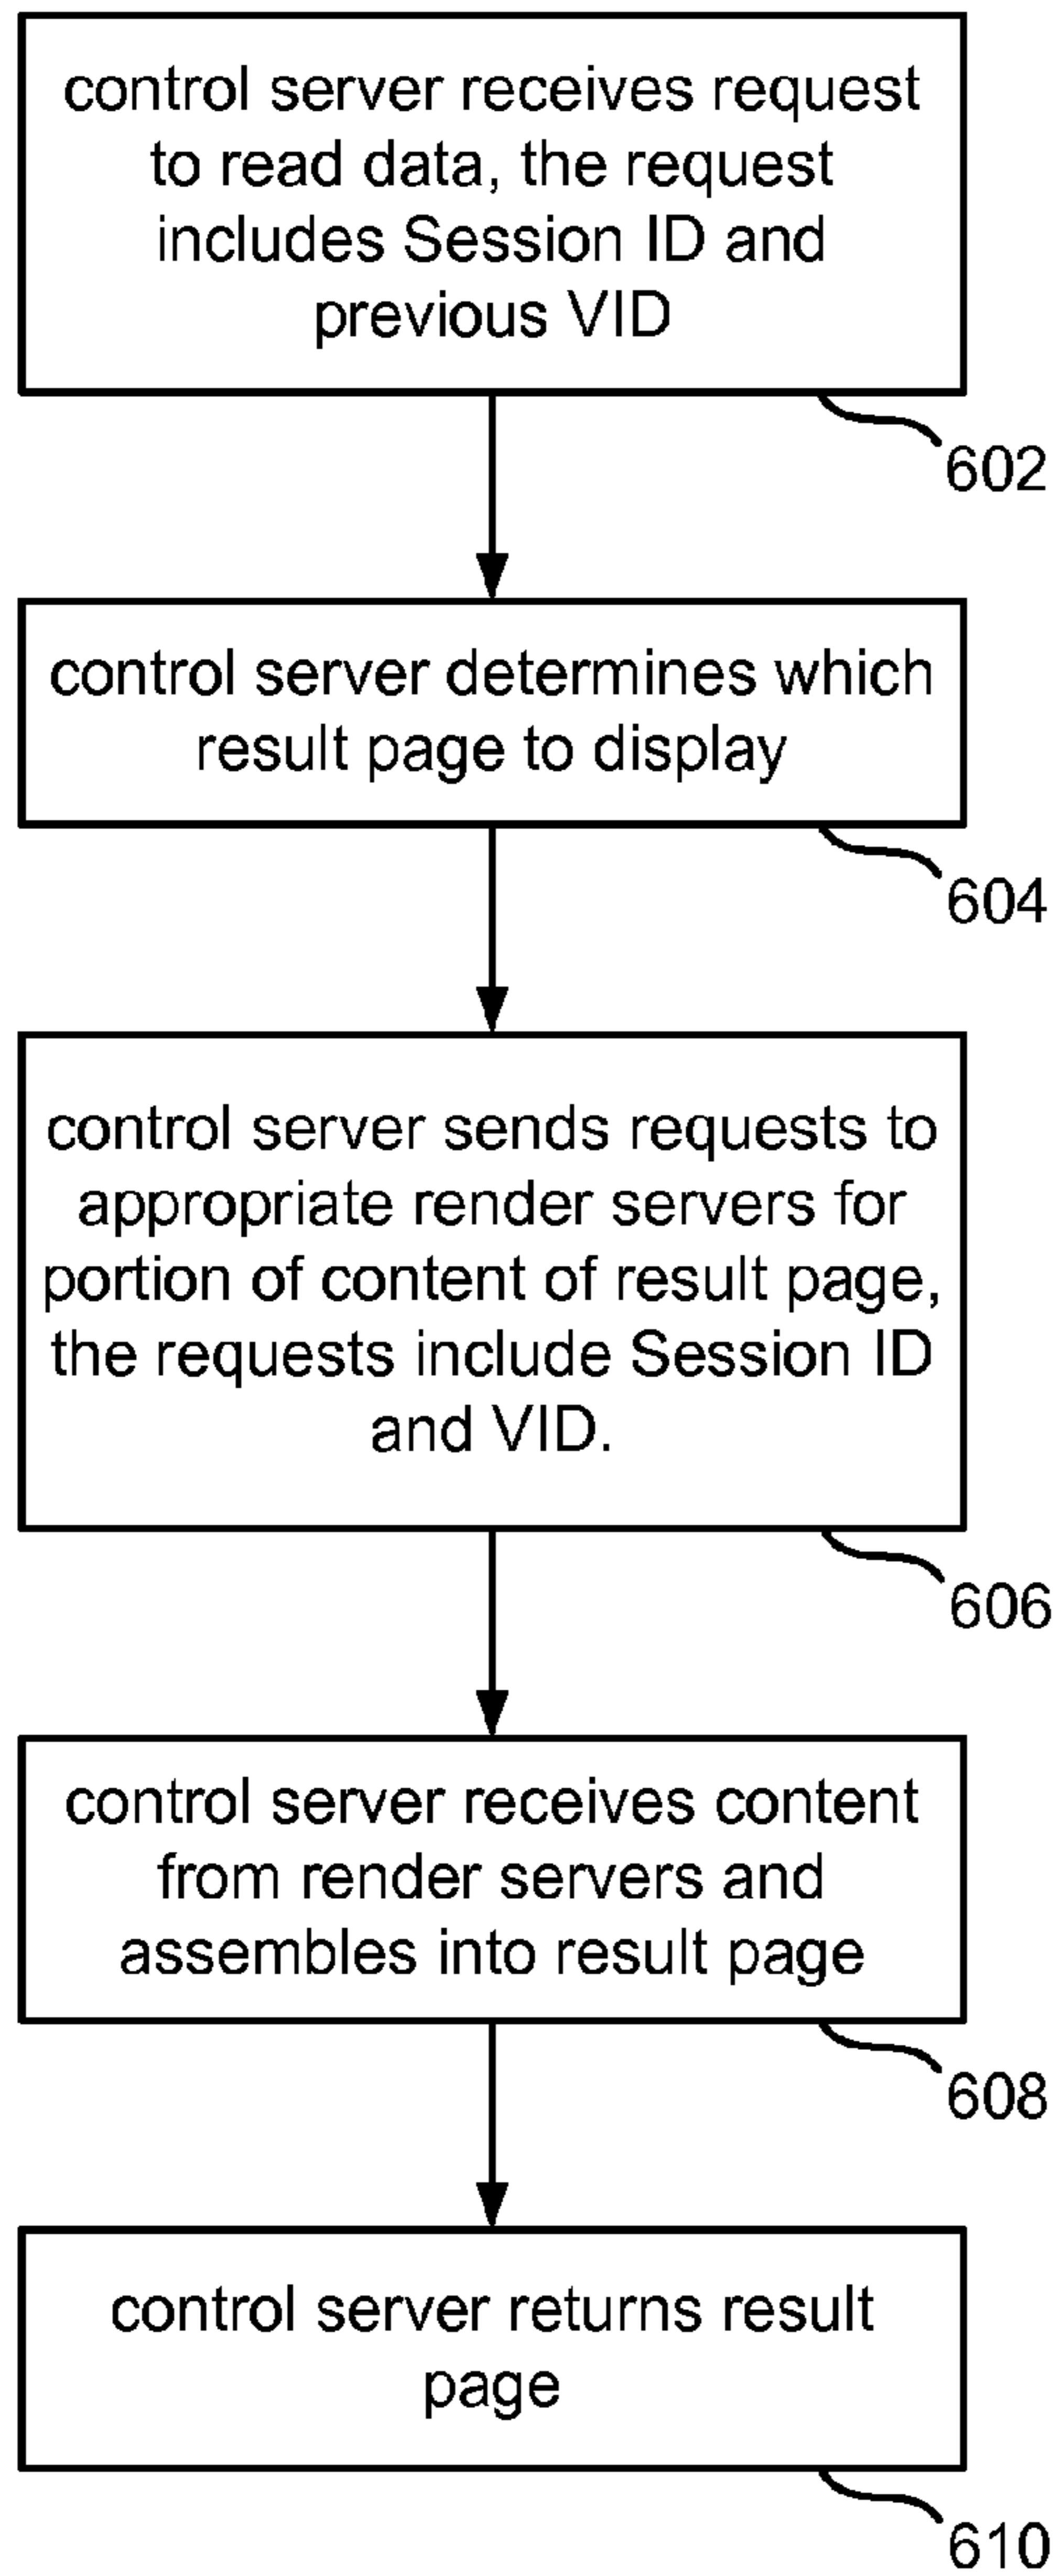 control server receives request
to read data, the request
includes Session ID and
previous VID
602
control server determines which
result page to display
604
control server sends requests to
appropriate render servers for
portion of content of result page,
the requests include Session ID
and VID.
606
control server receives content
from render servers and
assembles into result page
608
control server returns result
page
610